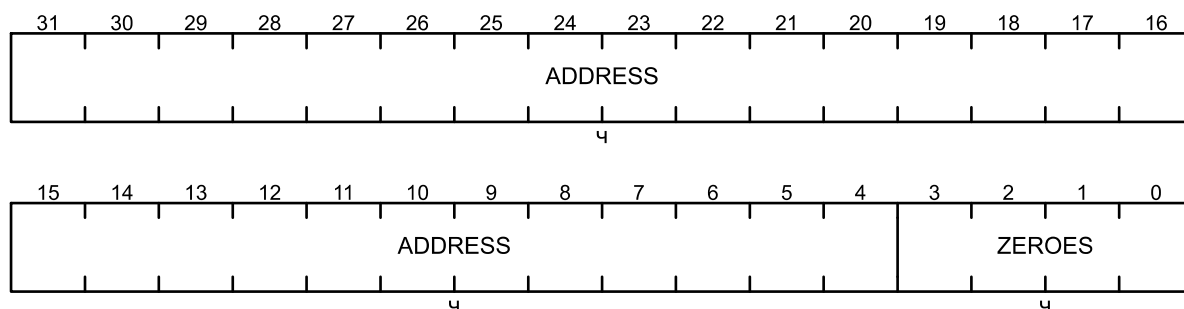 31 30 29 28 27 26 25 24 23 22 21 20 19 18 17 16
ADDRESS
ч
15 14 13 12 11 10 9 8 7 6 5 4 3 2 1 0
ADDRESS ZEROES
ч ч